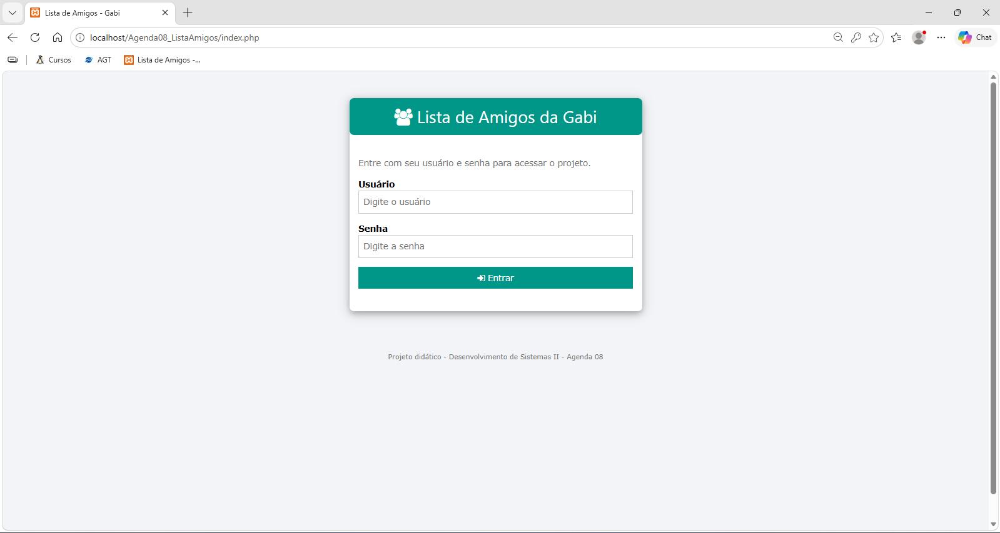 Lista de Amigos - Gabi
localhost/Agenda08_ListaAmigos/index.php
Chat
Cursos
AGT
Lista de Amigos -...
Lista de Amigos da Gabi
Entre com seu usuário e senha para acessar o projeto.
Usuário
Digite o usuário
Senha
Digite a senha
Entrar
Projeto didático - Desenvolvimento de Sistemas II - Agenda 08